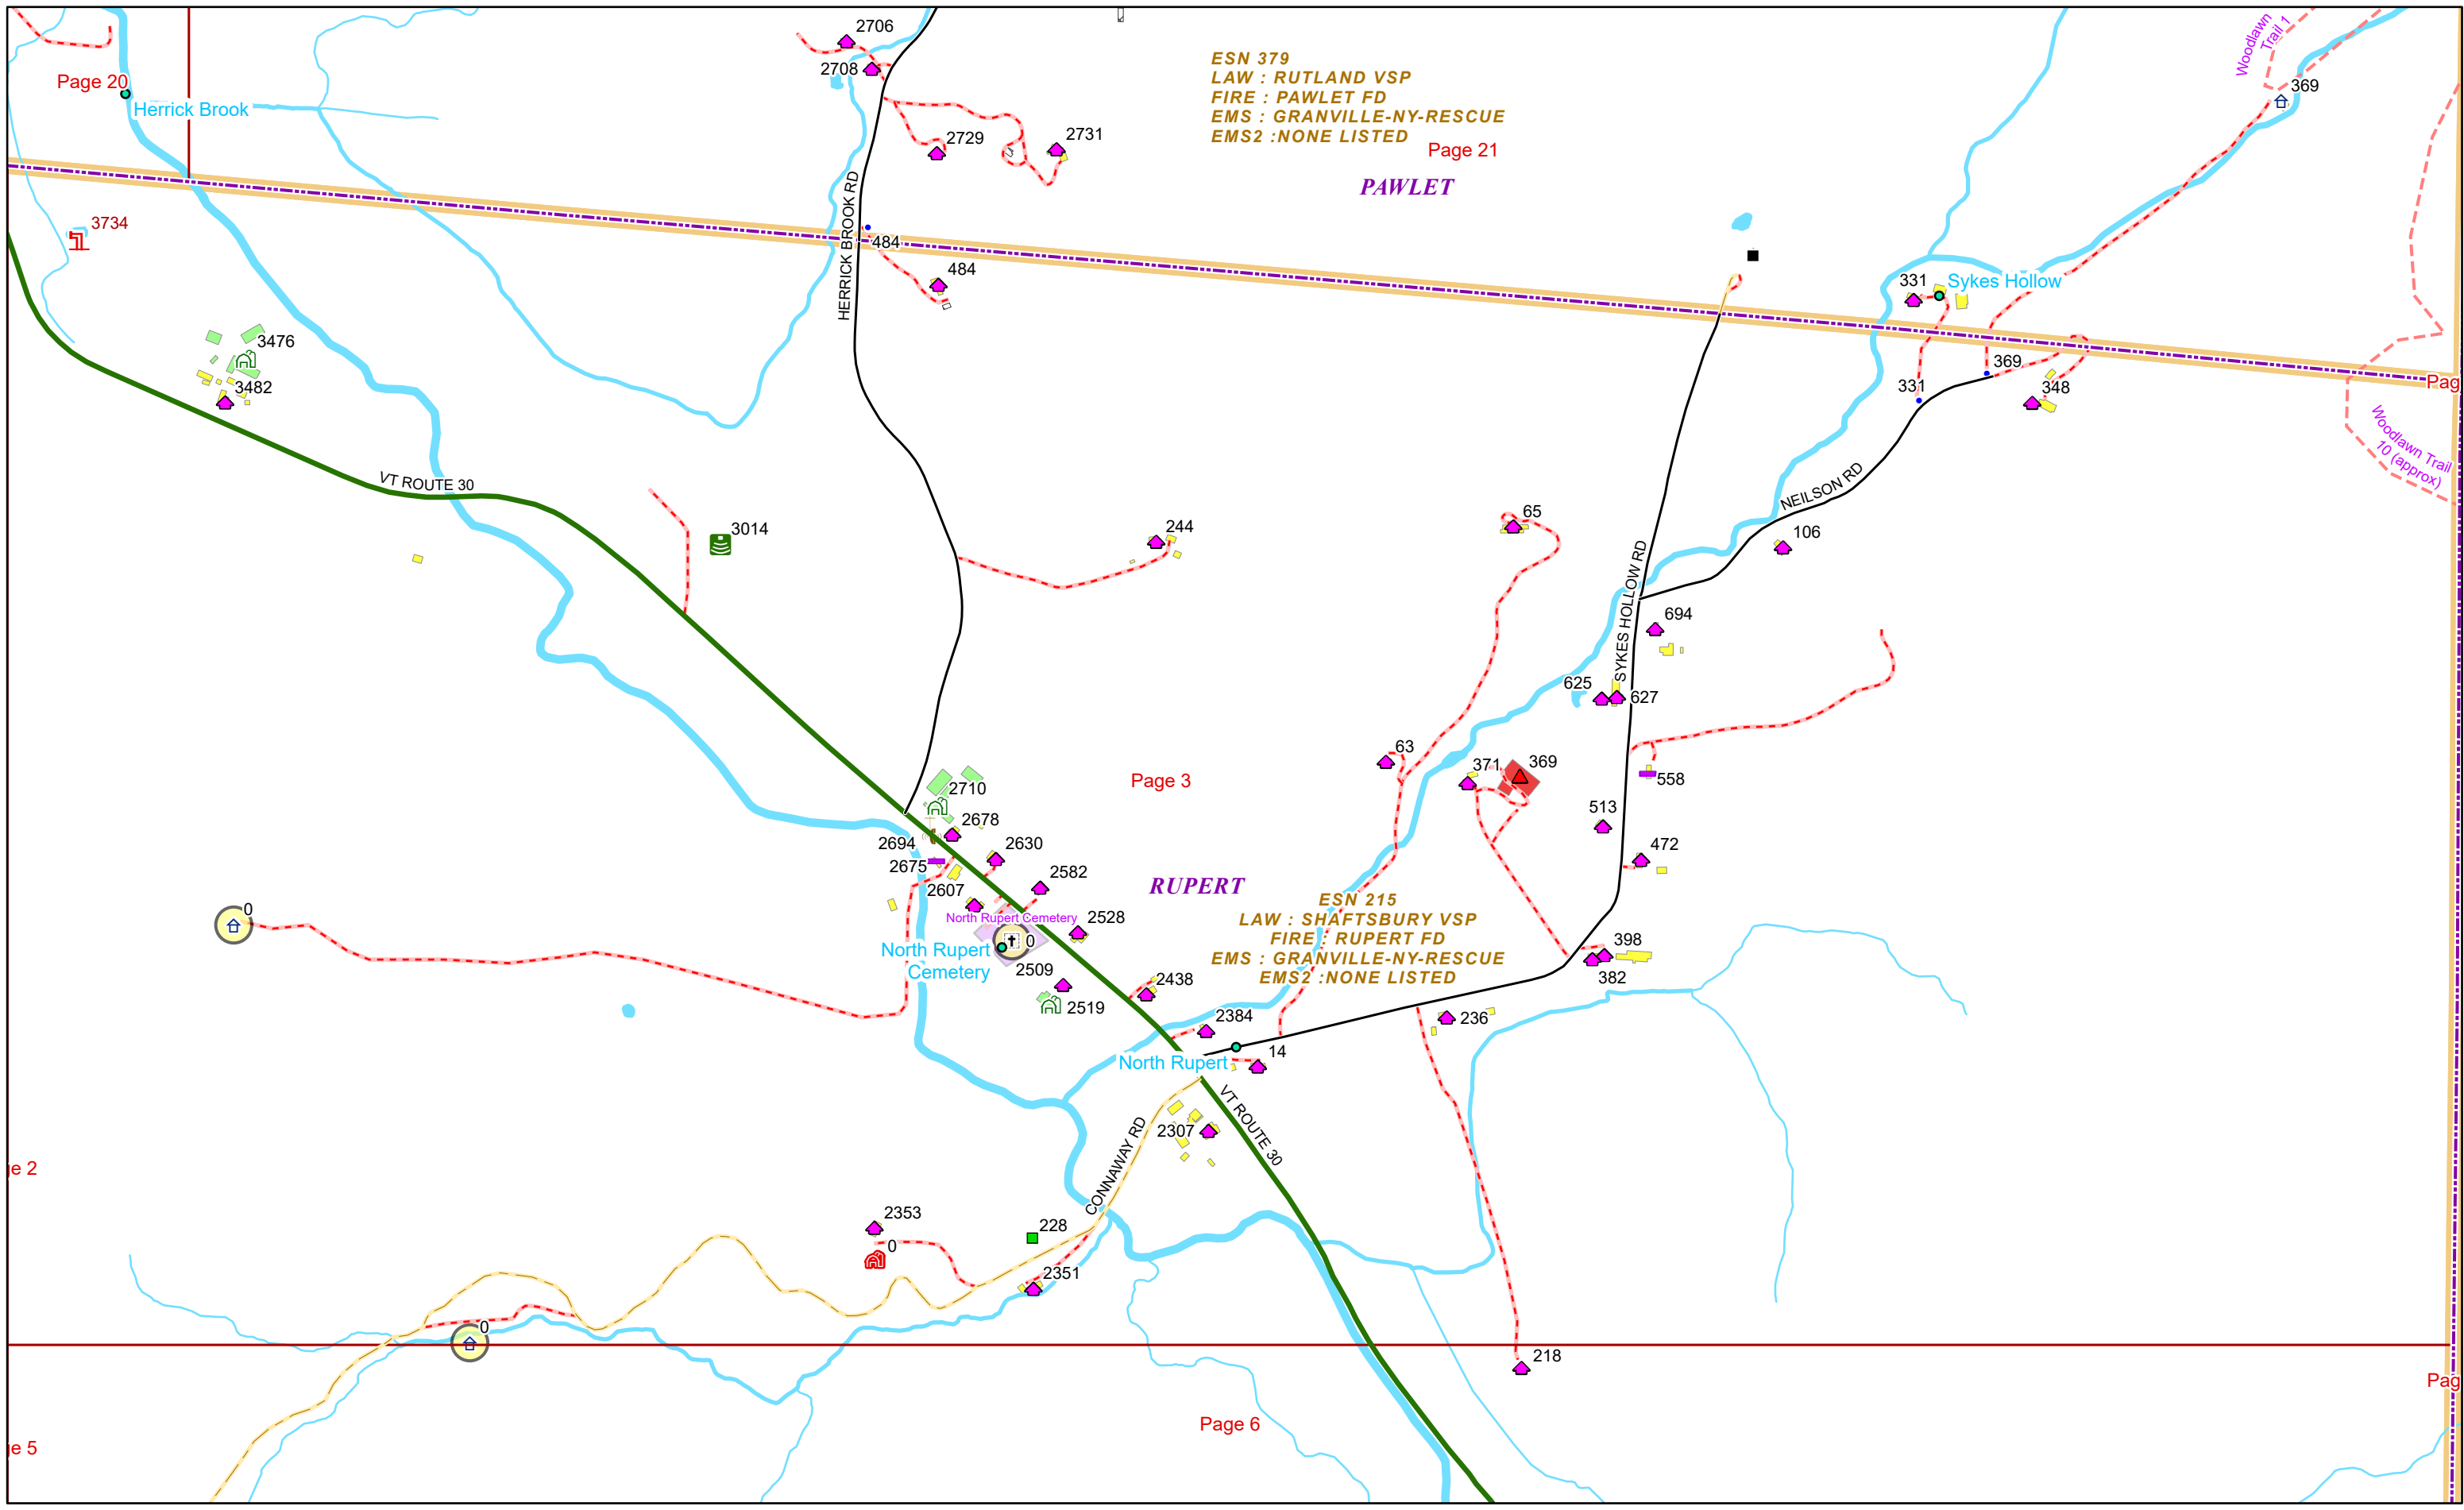 2706
2708
ESN 379
LAW : RUTLAND VSP
FIRE : PAWLET FD
EMS : GRANVILLE-NY-RESCUE
EMS2 :NONE LISTED
Page 21
PAWLET
Woodlawn
Trail 1
369
Page 20
Herrick Brook
2729
2731
3734
HERRICK BROOK RD
484
484
331
Sykes Hollow
3476
3482
331
369
348
Pag
Woodlawn Trail
10 (approx)
VT ROUTE 30
3014
244
65
NEILSON RD
106
SYKES HOLLOW RD
694
625
627
63
371
369
558
Page 3
2710
2678
2694
2675
2630
2607
2582
513
472
RUPERT
ESN 215
LAW : SHAFTSBURY VSP
FIRE : RUPERT FD
EMS : GRANVILLE-NY-RESCUE
EMS2 :NONE LISTED
0
North Rupert Cemetery
2528
0
North Rupert
Cemetery
2509
2519
2438
398
382
2384
236
14
North Rupert
VT ROUTE 30
CONNAWAY RD
2307
e 2
2353
0
228
2351
0
218
Pag
Page 6
e 5